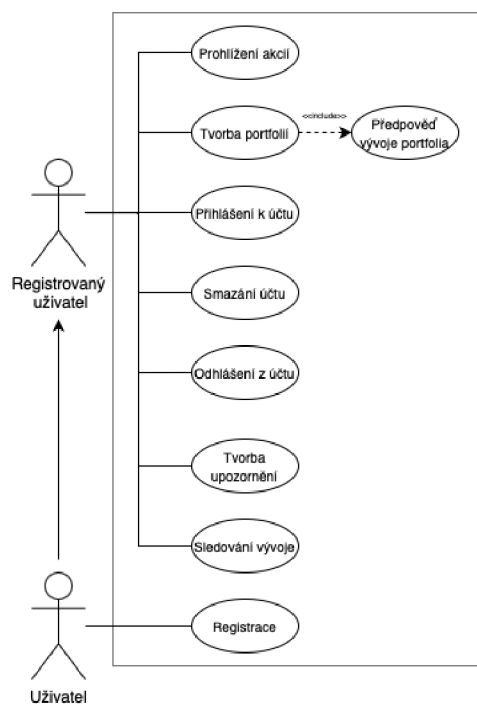 Prohlížení akcií
Tvorba portfolií
<<include>>
Předpověď
vývoje portfolia
Přihlášení k účtu
Registrovaný
uživatel
Smazání účtu
Odhlášení z účtu
Tvorba
upozornění
Sledování vývoje
Registrace
Uživatel